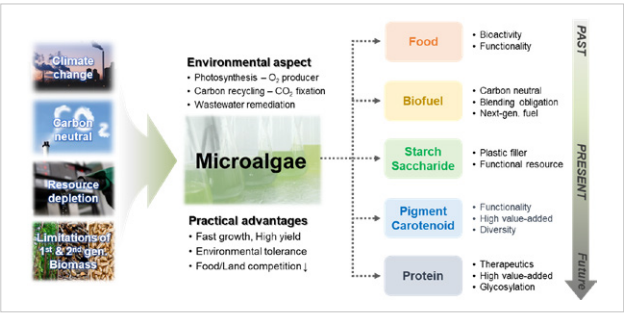 Climate
change
CO2
Carbon
neutral
Resource
depletion
Limitations of
1st & 2nd gen.
Biomass
Environmental aspect
• Photosynthesis – O₂ producer
• Carbon recycling – CO₂ fixation
• Wastewater remediation
Microalgae
Practical advantages
• Fast growth, High yield
• Environmental tolerance
• Food/Land competition ↓
Food
• Bioactivity
• Functionality
Biofuel
• Carbon neutral
• Blending obligation
• Next-gen. fuel
Starch
Saccharide
• Plastic filler
• Functional resource
Pigment
Carotenoid
• Functionality
• High value-added
• Diversity
Protein
• Therapeutics
• High value-added
• Glycosylation
PAST
PRESENT
Future